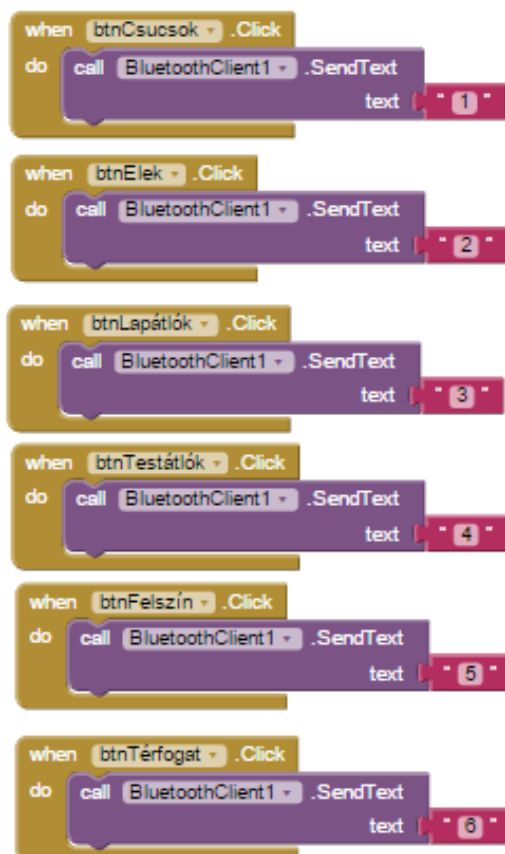 when btnCsucsok .Click
do call BluetoothClient1 .SendText
text " 1 "
when btnElek .Click
do call BluetoothClient1 .SendText
text " 2 "
when btnLapátlók .Click
do call BluetoothClient1 .SendText
text " 3 "
when btnTestátlók .Click
do call BluetoothClient1 .SendText
text " 4 "
when btnFelszín .Click
do call BluetoothClient1 .SendText
text " 5 "
when btnTérfogat .Click
do call BluetoothClient1 .SendText
text " 6 "